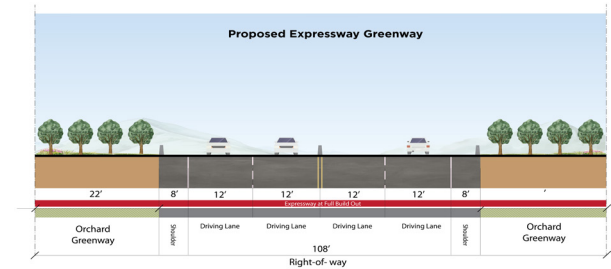 Proposed Expressway Greenway
22’ 8’ 12’ 12’ 12’ 12’ 8’ ’
Expressway at Full Build Out
Orchard Greenway
Shoulder
Driving Lane Driving Lane Driving Lane Driving Lane
Shoulder
Orchard Greenway
108’
Right-of- way